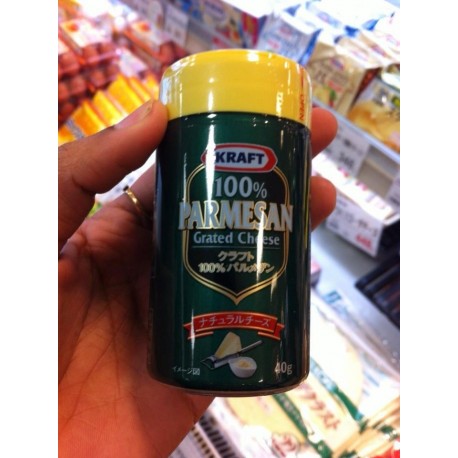 KRAFT
100%
PARMESAN
Grated Cheese
クラフト
100%パルメザン
ナチュラルチーズ
イメージ図
40g